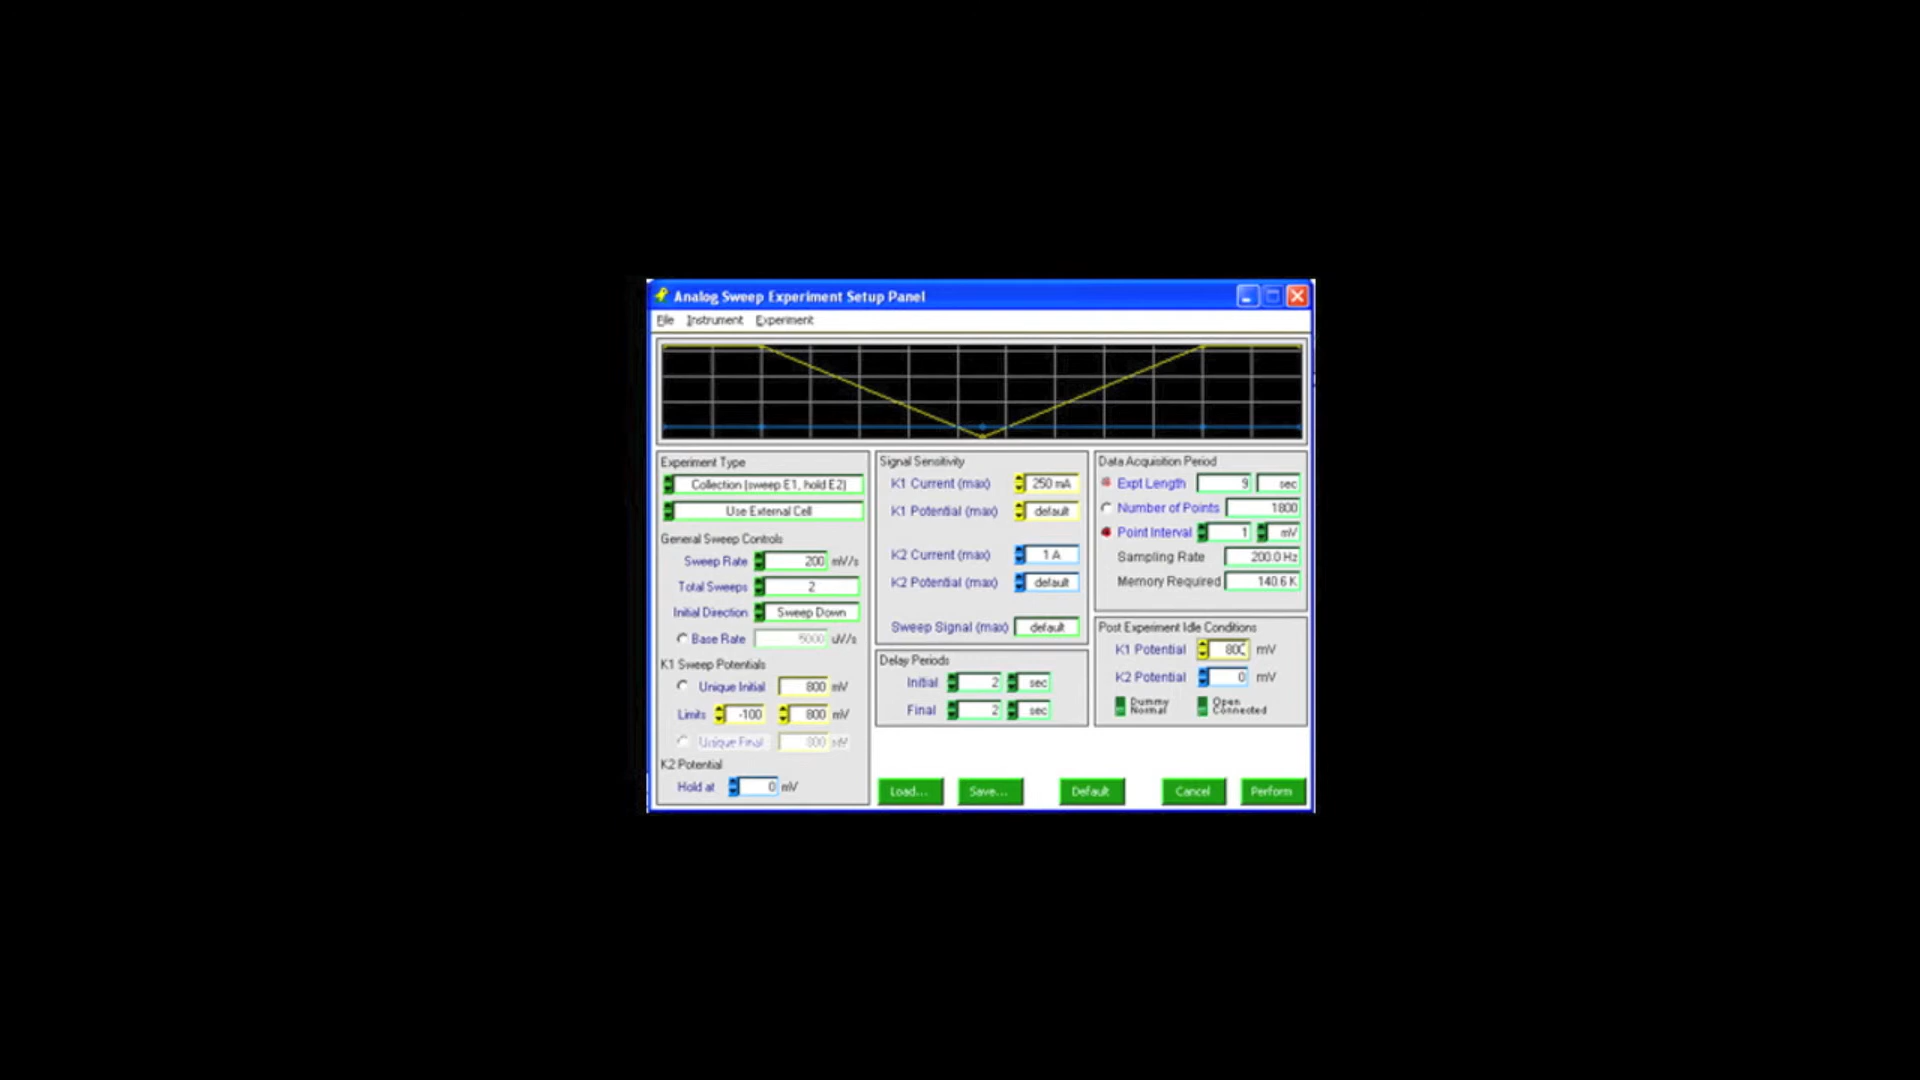 Analog Sweep Experiment Setup Panel
File Instrument Experiment
Experiment Type
Collection (sweep E1, hold E2)
Use External Cell
General Sweep Controls
Sweep Rate 200 mV/s
Total Sweeps 2
Initial Direction Sweep Down
Base Rate 5000 uV/s
K1 Sweep Potentials
Unique Initial 800 mV
Limits -100 800 mV
Unique Final 800 mV
K2 Potential
Hold at 0 mV
Signal Sensitivity
K1 Current (max) 250 mA
K1 Potential (max) default
K2 Current (max) 1 A
K2 Potential (max) default
Sweep Signal (max) default
Delay Periods
Initial 2 sec
Final 2 sec
Data Acquisition Period
Expt Length 9 sec
Number of Points 1800
Point Interval 1 mV
Sampling Rate 200.0 Hz
Memory Required 140.6 K
Post Experiment Idle Conditions
K1 Potential 800 mV
K2 Potential 0 mV
Dummy Open
Normal Connected
Load... Save... Default Cancel Perform